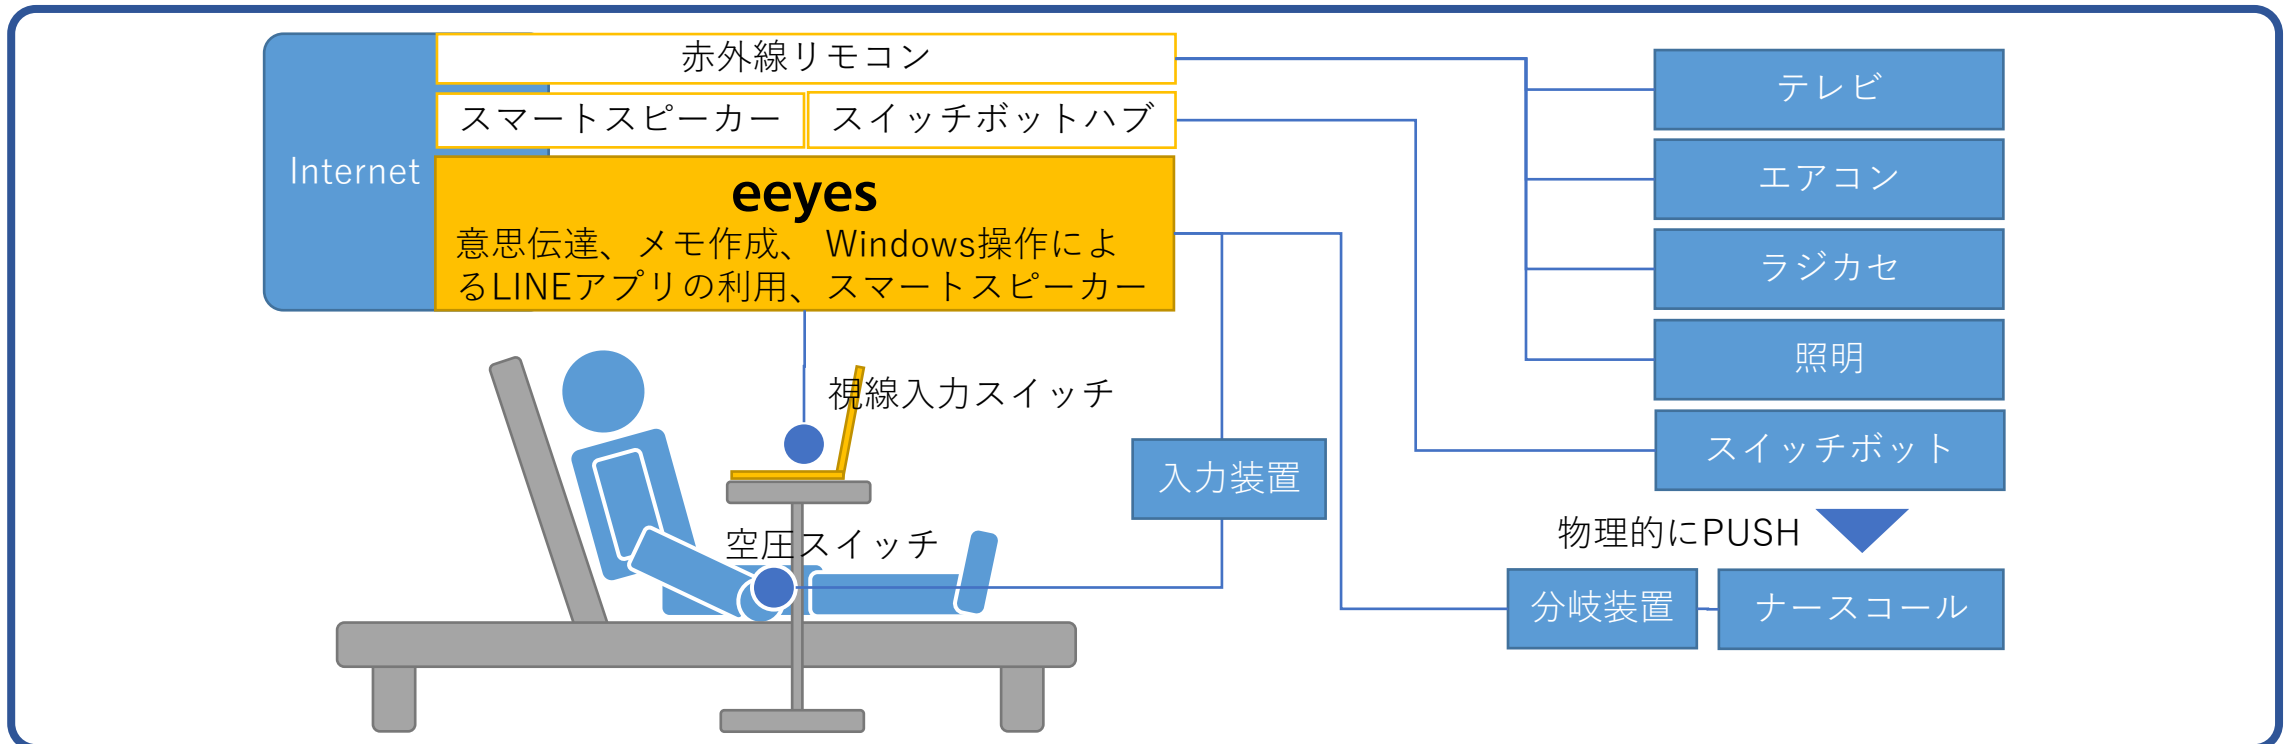 赤外線リモコン
スマートスピーカー
スイッチボットハブ
Internet
eeyes
意思伝達、メモ作成、 Windows操作によ
るLINEアプリの利用、スマートスピーカー
視線入力スイッチ
空圧スイッチ
入力装置
テレビ
エアコン
ラジカセ
照明
スイッチボット
物理的にPUSH
分岐装置
ナースコール